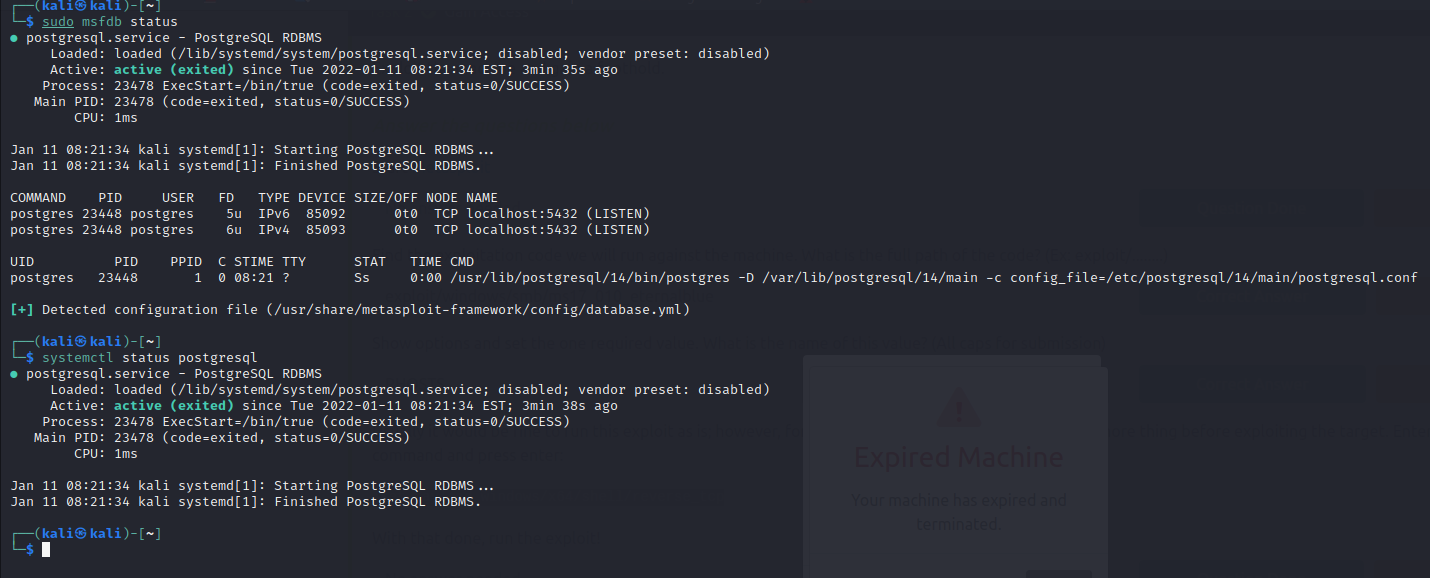 ┌──(kali㉿kali)-[~]
└─$ sudo msfdb status
● postgresql.service - PostgreSQL RDBMS
     Loaded: loaded (/lib/systemd/system/postgresql.service; disabled; vendor preset: disabled)
     Active: active (exited) since Tue 2022-01-11 08:21:34 EST; 3min 35s ago
    Process: 23478 ExecStart=/bin/true (code=exited, status=0/SUCCESS)
   Main PID: 23478 (code=exited, status=0/SUCCESS)
        CPU: 1ms

Jan 11 08:21:34 kali systemd[1]: Starting PostgreSQL RDBMS...
Jan 11 08:21:34 kali systemd[1]: Finished PostgreSQL RDBMS.

COMMAND    PID     USER   FD   TYPE DEVICE SIZE/OFF NODE NAME
postgres 23448 postgres    5u  IPv6  85092      0t0  TCP localhost:5432 (LISTEN)
postgres 23448 postgres    6u  IPv4  85093      0t0  TCP localhost:5432 (LISTEN)

UID          PID    PPID  C STIME TTY      STAT   TIME CMD
postgres   23448       1  0 08:21 ?        Ss     0:00 /usr/lib/postgresql/14/bin/postgres -D /var/lib/postgresql/14/main -c config_file=/etc/postgresql/14/main/postgresql.conf

[+] Detected configuration file (/usr/share/metasploit-framework/config/database.yml)

┌──(kali㉿kali)-[~]
└─$ systemctl status postgresql
● postgresql.service - PostgreSQL RDBMS
     Loaded: loaded (/lib/systemd/system/postgresql.service; disabled; vendor preset: disabled)
     Active: active (exited) since Tue 2022-01-11 08:21:34 EST; 3min 38s ago
    Process: 23478 ExecStart=/bin/true (code=exited, status=0/SUCCESS)
   Main PID: 23478 (code=exited, status=0/SUCCESS)
        CPU: 1ms

Jan 11 08:21:34 kali systemd[1]: Starting PostgreSQL RDBMS...
Jan 11 08:21:34 kali systemd[1]: Finished PostgreSQL RDBMS.

┌──(kali㉿kali)-[~]
└─$
Expired Machine
Your machine has expired and
terminated.